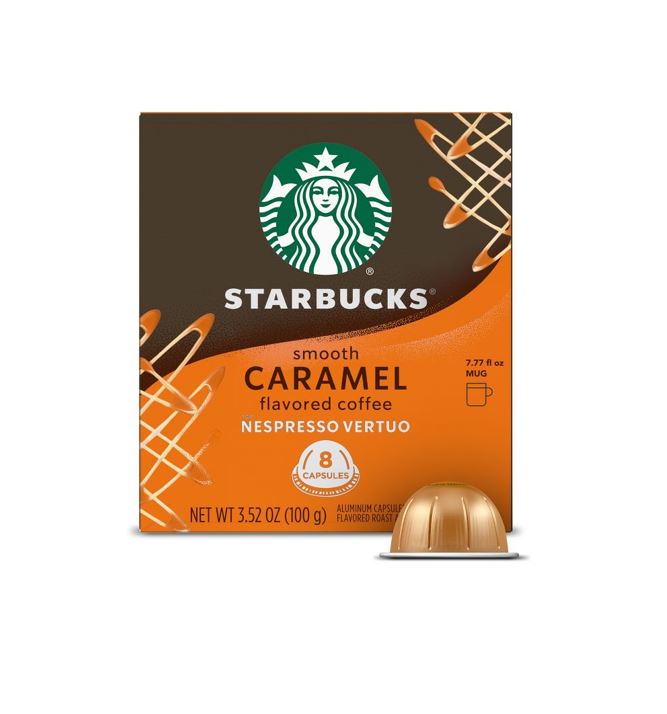 STARBUCKS®
smooth
CARAMEL
flavored coffee
7.77 fl oz
MUG
FOR
NESPRESSO VERTUO
8
CAPSULES
NET WT 3.52 OZ (100 g)
ALUMINUM CAPSULE
FLAVORED ROAST